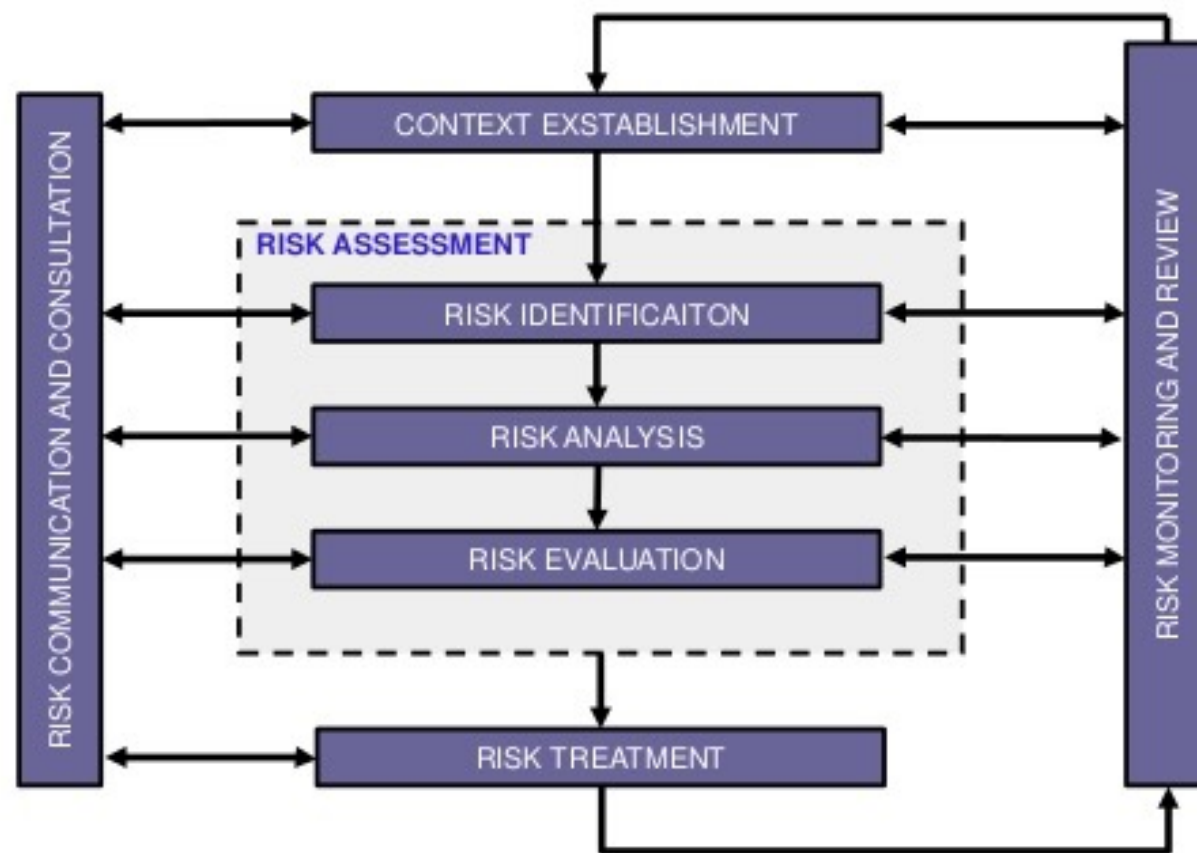 CONTEXT EXSTABLISHMENT
RISK ASSESSMENT
RISK IDENTIFICAITON
RISK ANALYSIS
RISK EVALUATION
RISK TREATMENT
RISK COMMUNICATION AND CONSULTATION
RISK MONITORING AND REVIEW